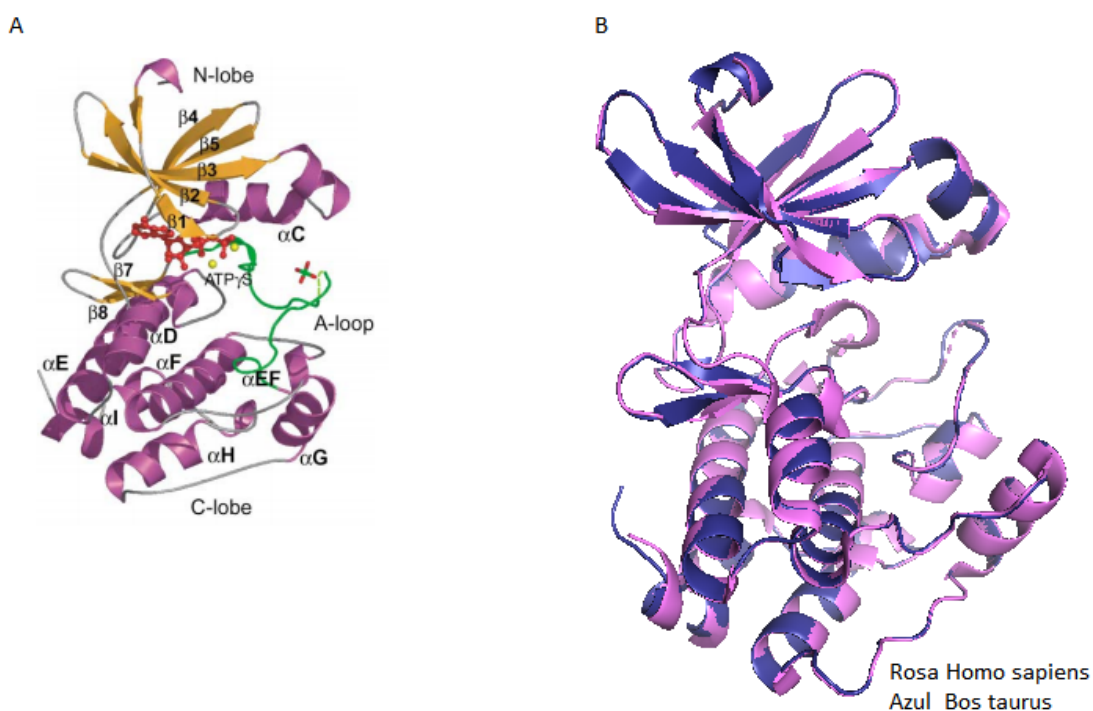 A
B
N-lobe
β4
β5
β3
β2
β1
αC
β7
ATPγS
β8
A-loop
αD
αE
αF
αEF
αI
αH
αG
C-lobe
Rosa Homo sapiens
Azul Bos taurus